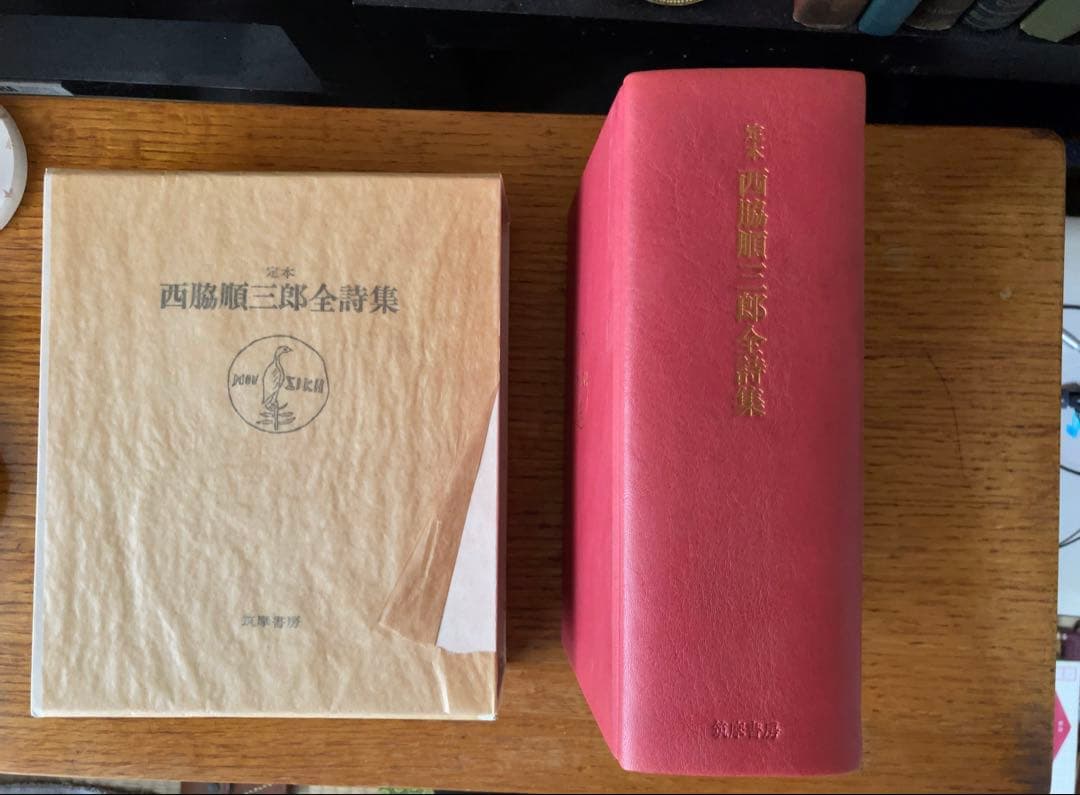 定本
西脇順三郎全詩集
筑摩書房
定本 西脇順三郎全詩集
筑摩書房